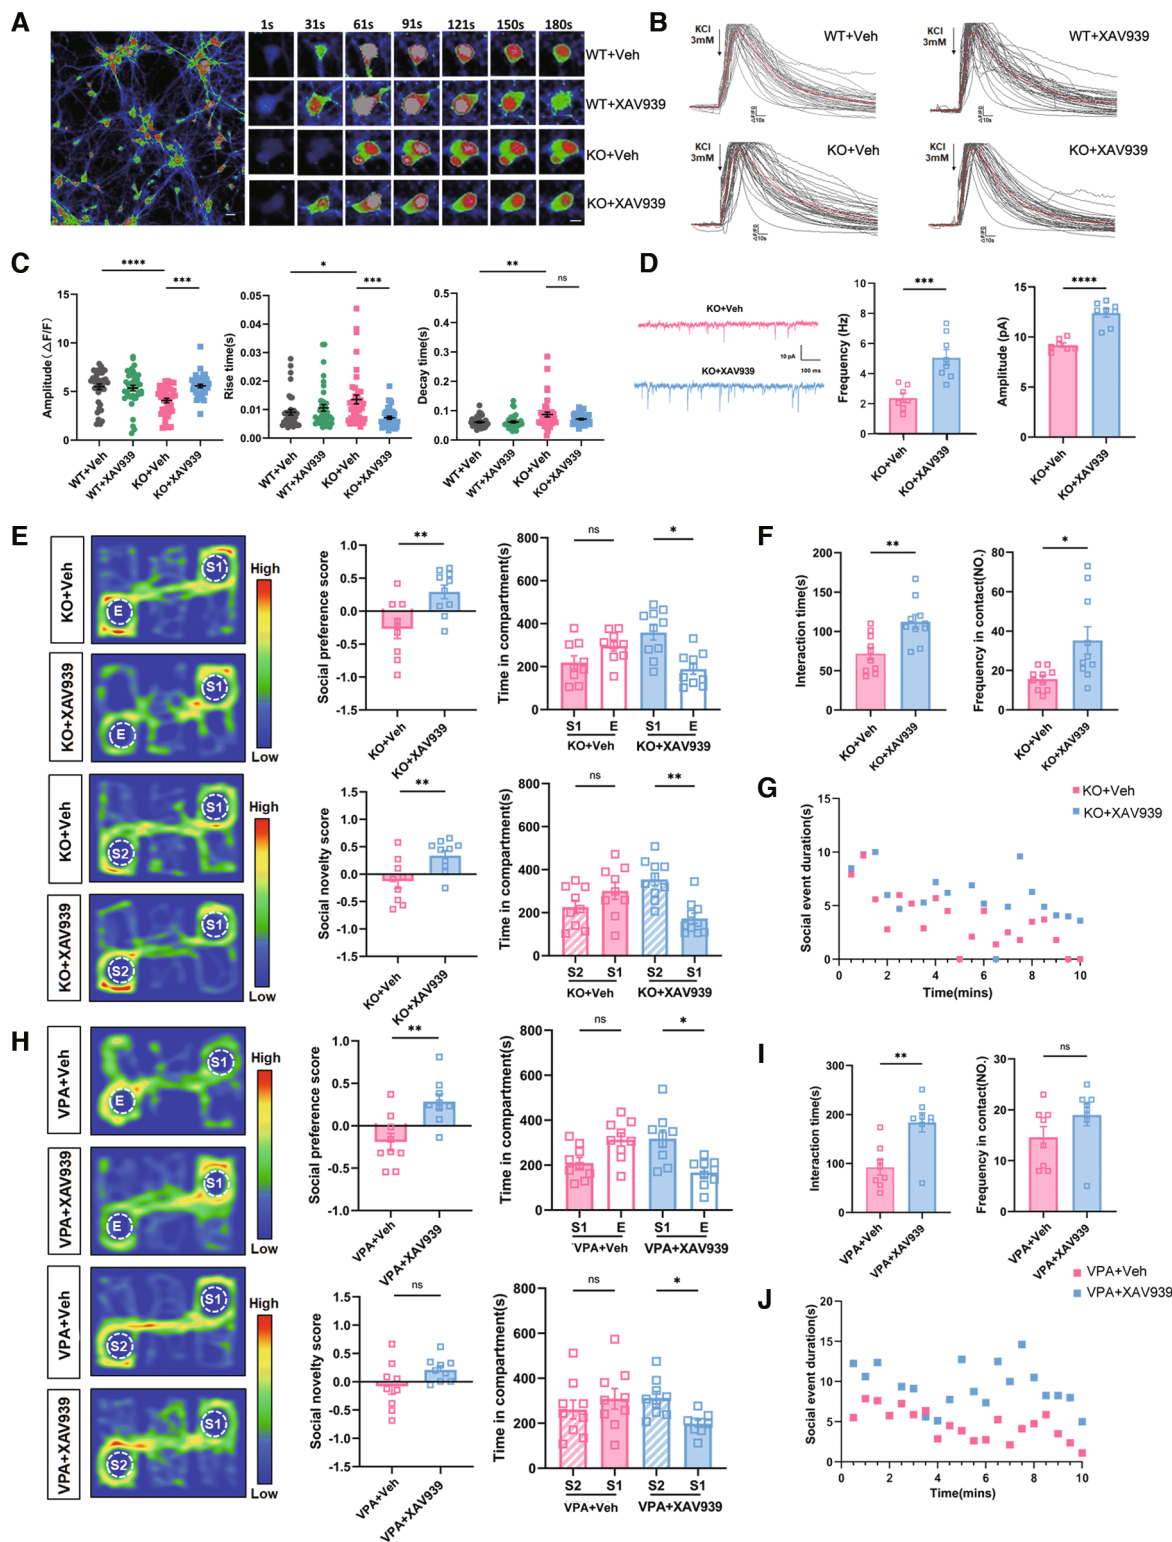 A
1s 31s 61s 91s 121s 150s 180s
WT+Veh
WT+XAV939
KO+Veh
KO+XAV939
B
KCl
3mM
WT+Veh
ΔF/F0
10s
KCl
3mM
WT+XAV939
ΔF/F0
10s
KCl
3mM
KO+Veh
ΔF/F0
10s
KCl
3mM
KO+XAV939
ΔF/F0
10s
C
Amplitude(△F/F)
15
10
5
0
**** ***
WT+Veh
WT+XAV939
KO+Veh
KO+XAV939
Rise time(s)
0.05
0.04
0.03
0.02
0.01
0.00
* ***
WT+Veh
WT+XAV939
KO+Veh
KO+XAV939
Decay time(s)
0.5
0.4
0.3
0.2
0.1
0.0
** ns
WT+Veh
WT+XAV939
KO+Veh
KO+XAV939
D
KO+Veh
10 pA
100 ms
KO+XAV939
Frequency (Hz)
10
8
6
4
2
0
***
KO+Veh
KO+XAV939
Amplitude (pA)
15
10
5
0
****
KO+Veh
KO+XAV939
E
KO+Veh
S1
E
KO+XAV939
S1
E
High
Low
Social preference score
1.0
0.5
0.0
-0.5
-1.0
-1.5
**
KO+Veh
KO+XAV939
Time in compartment(s)
800
600
400
200
0
ns *
S1 E S1 E
KO+Veh KO+XAV939
KO+Veh
S1
S2
KO+XAV939
S1
S2
High
Low
Social novelty score
1.5
1.0
0.5
0.0
-0.5
-1.0
-1.5
**
KO+Veh
KO+XAV939
Time in compartment(s)
800
600
400
200
0
ns **
S2 S1 S2 S1
KO+Veh KO+XAV939
F
Interaction time(s)
200
150
100
50
0
**
KO+Veh
KO+XAV939
Frequency in contact(NO.)
80
60
40
20
0
*
KO+Veh
KO+XAV939
G
KO+Veh
KO+XAV939
Social event duration(s)
15
10
5
0
0 2 4 6 8 10
Time(mins)
H
VPA+Veh
S1
E
VPA+XAV939
S1
E
High
Low
Social preference score
1.0
0.5
0.0
-0.5
-1.0
**
VPA+Veh
VPA+XAV939
Time in compartment(s)
800
600
400
200
0
ns *
S1 E S1 E
VPA+Veh VPA+XAV939
VPA+Veh
S1
S2
VPA+XAV939
S1
S2
High
Low
Social novelty score
1.5
1.0
0.5
0.0
-0.5
-1.0
-1.5
ns
VPA+Veh
VPA+XAV939
Time in compartment(s)
800
600
400
200
0
ns *
S2 S1 S2 S1
VPA+Veh VPA+XAV939
I
Interaction time(s)
300
200
100
0
**
VPA+Veh
VPA+XAV939
Frequency in contact(NO.)
30
20
10
0
ns
VPA+Veh
VPA+XAV939
J
VPA+Veh
VPA+XAV939
Social event duration(s)
20
15
10
5
0
0 2 4 6 8 10
Time(mins)